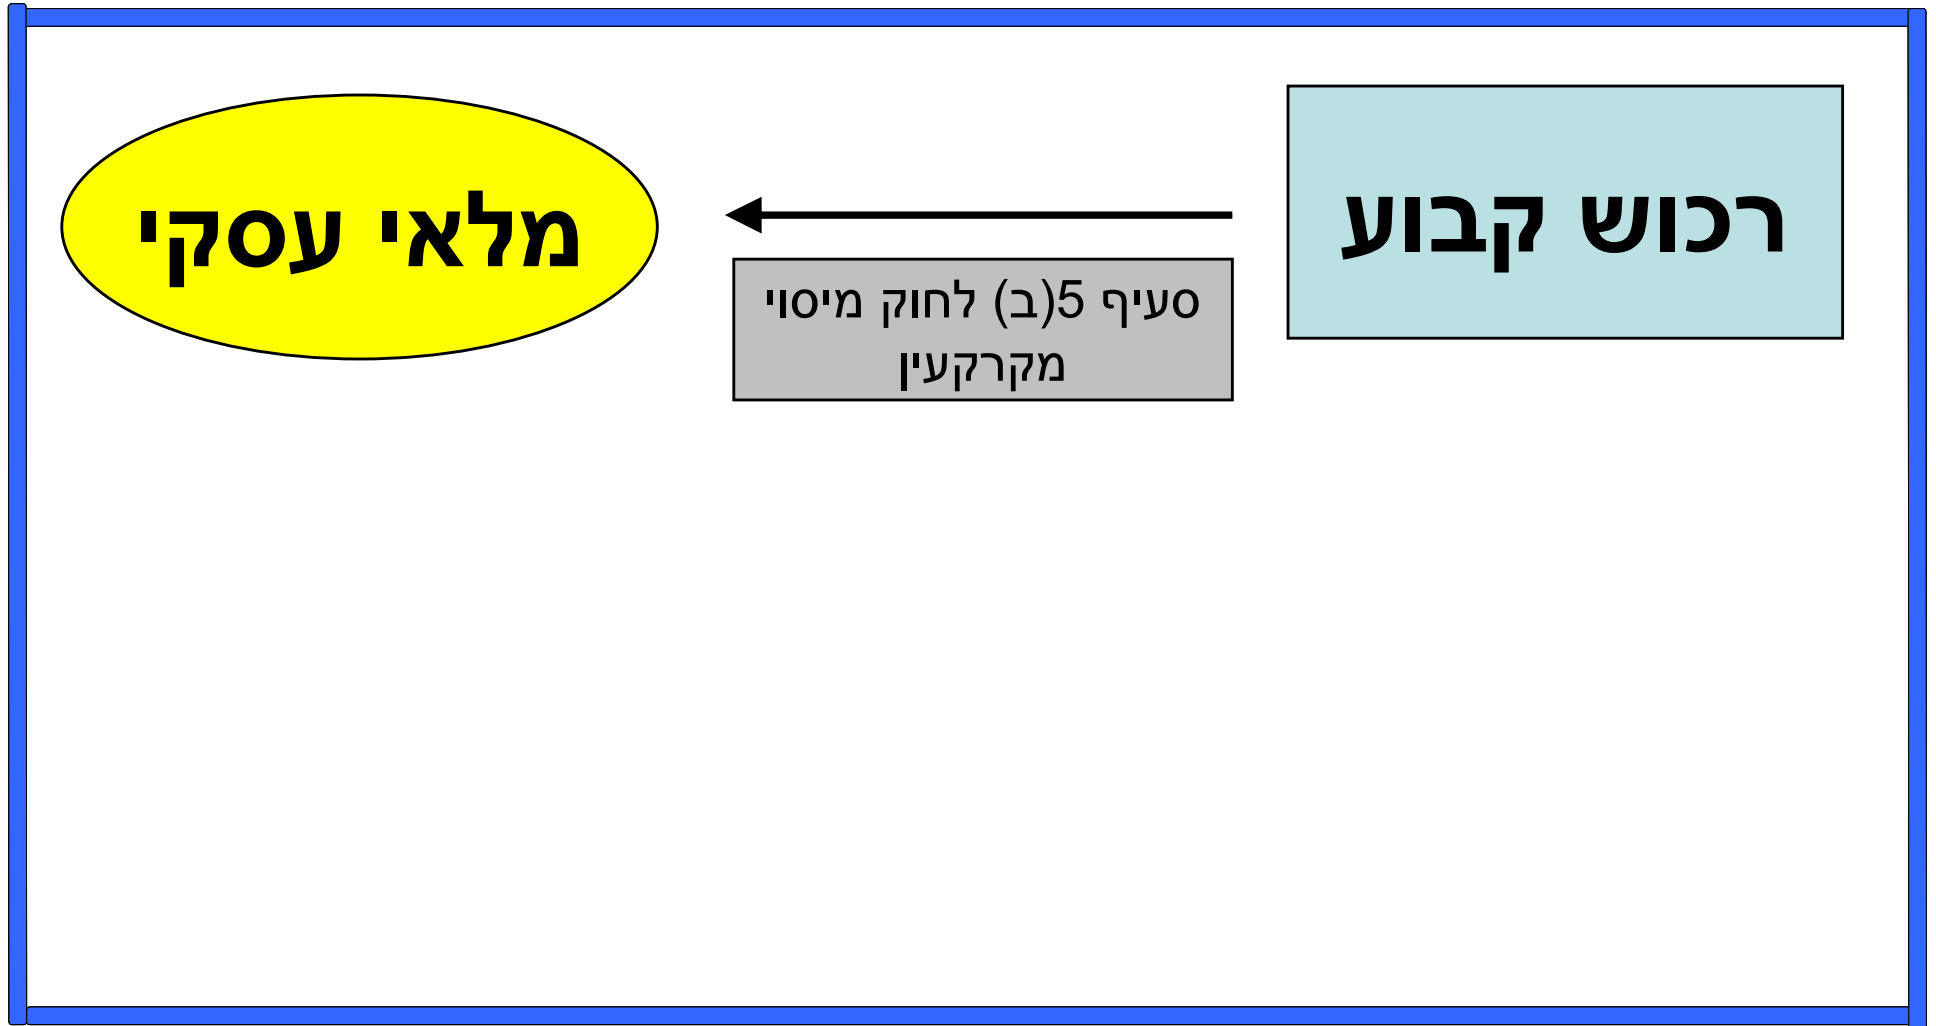 רכוש קבוע
מלאי עסקי
סעיף 5(ב) לחוק מיסוי
מקרקעין